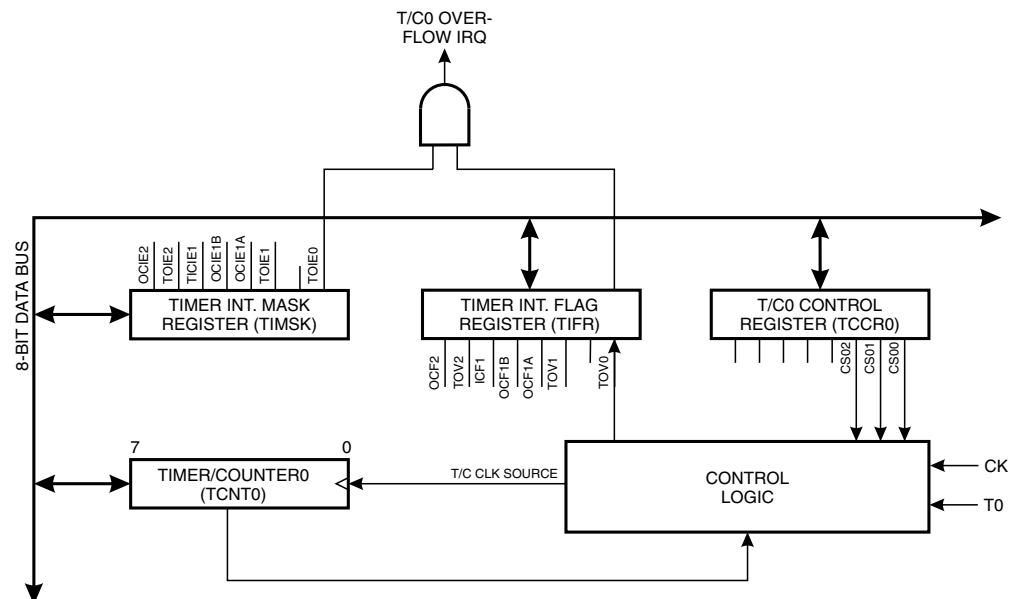 T/C0 OVER-
FLOW IRQ
8-BIT DATA BUS
OCIE2
TOIE2
TICIE1
OCIE1B
OCIE1A
TOIE1
TOIE0
TIMER INT. MASK
REGISTER (TIMSK)
TIMER INT. FLAG
REGISTER (TIFR)
T/C0 CONTROL
REGISTER (TCCR0)
OCF2
TOV2
ICF1
OCF1B
OCF1A
TOV1
TOV0
CS02
CS01
CS00
7
0
TIMER/COUNTER0
(TCNT0)
T/C CLK SOURCE
CONTROL
LOGIC
CK
T0